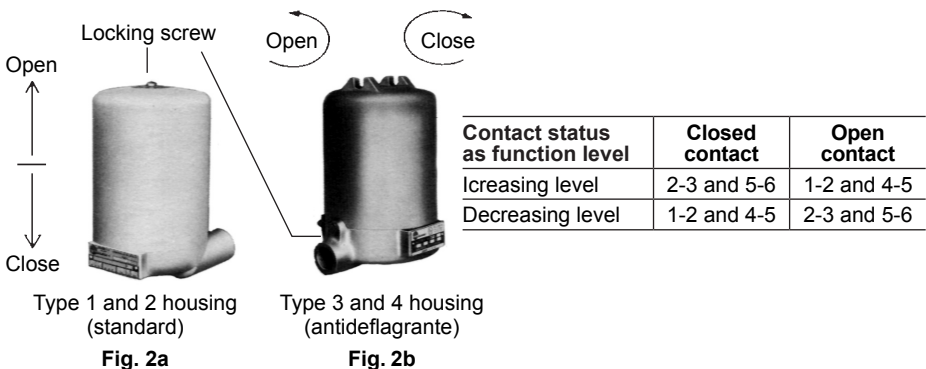 Locking screw
Open
Close
Open
Close
Type 1 and 2 housing
(standard)
Fig. 2a
Type 3 and 4 housing
(antideflagrante)
Fig. 2b
Contact status as function level | Closed contact | Open contact
Icreasing level | 2-3 and 5-6 | 1-2 and 4-5
Decreasing level | 1-2 and 4-5 | 2-3 and 5-6